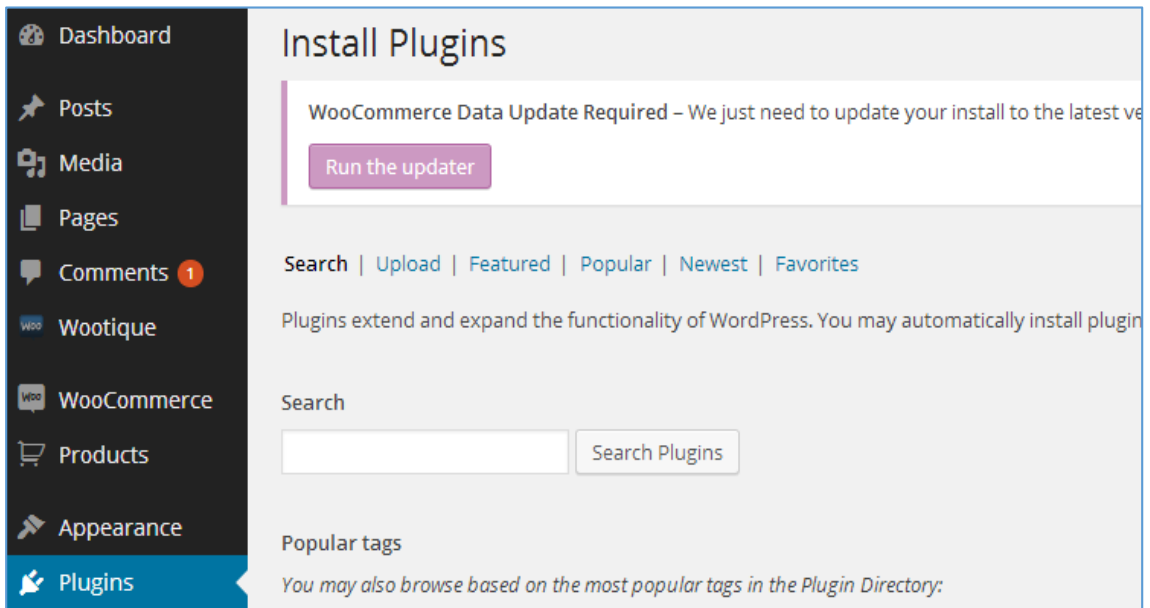 Dashboard
Posts
Media
Pages
Comments 1
Woo Wootique
Woo WooCommerce
Products
Appearance
Plugins
Install Plugins
WooCommerce Data Update Required – We just need to update your install to the latest ve
Run the updater
Search | Upload | Featured | Popular | Newest | Favorites
Plugins extend and expand the functionality of WordPress. You may automatically install plugin
Search
Search Plugins
Popular tags
You may also browse based on the most popular tags in the Plugin Directory: